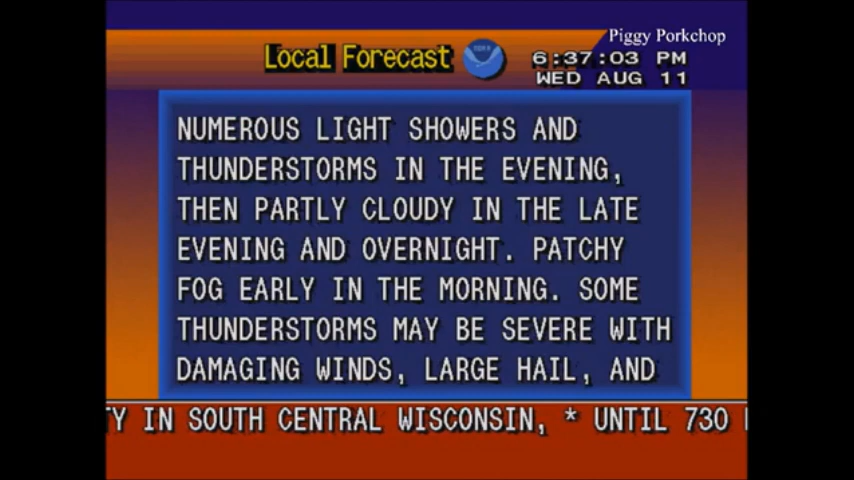 Piggy Porkchop
Local Forecast
6:37:03 PM
WED AUG 11
NUMEROUS LIGHT SHOWERS AND
THUNDERSTORMS IN THE EVENING,
THEN PARTLY CLOUDY IN THE LATE
EVENING AND OVERNIGHT. PATCHY
FOG EARLY IN THE MORNING. SOME
THUNDERSTORMS MAY BE SEVERE WITH
DAMAGING WINDS, LARGE HAIL, AND
TY IN SOUTH CENTRAL WISCONSIN, * UNTIL 730